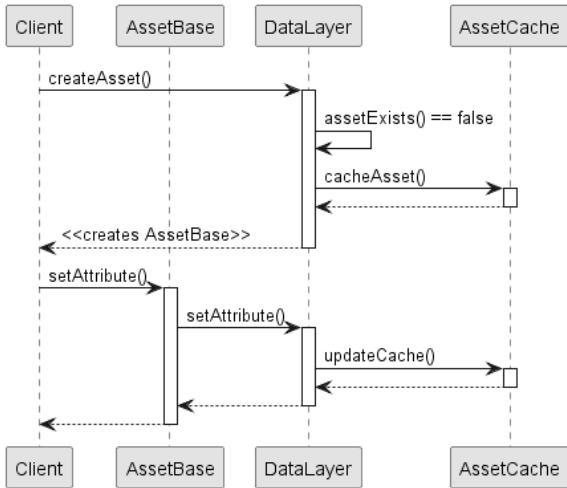 Client AssetBase DataLayer AssetCache
createAsset()
assetExists() == false
cacheAsset()
<<creates AssetBase>>
setAttribute()
setAttribute()
updateCache()
Client AssetBase DataLayer AssetCache